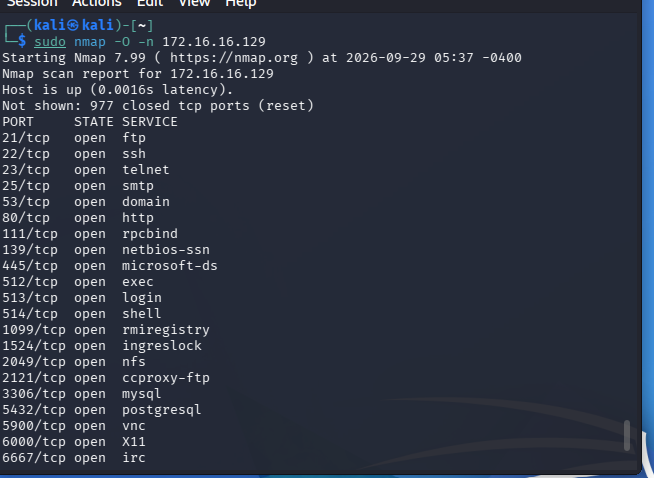 Session Actions Edit View Help
┌──(kali㉿kali)-[~]
└─$ sudo nmap -O -n 172.16.16.129
Starting Nmap 7.99 ( https://nmap.org ) at 2026-09-29 05:37 -0400
Nmap scan report for 172.16.16.129
Host is up (0.0016s latency).
Not shown: 977 closed tcp ports (reset)
PORT     STATE SERVICE
21/tcp   open  ftp
22/tcp   open  ssh
23/tcp   open  telnet
25/tcp   open  smtp
53/tcp   open  domain
80/tcp   open  http
111/tcp  open  rpcbind
139/tcp  open  netbios-ssn
445/tcp  open  microsoft-ds
512/tcp  open  exec
513/tcp  open  login
514/tcp  open  shell
1099/tcp open  rmiregistry
1524/tcp open  ingreslock
2049/tcp open  nfs
2121/tcp open  ccproxy-ftp
3306/tcp open  mysql
5432/tcp open  postgresql
5900/tcp open  vnc
6000/tcp open  X11
6667/tcp open  irc